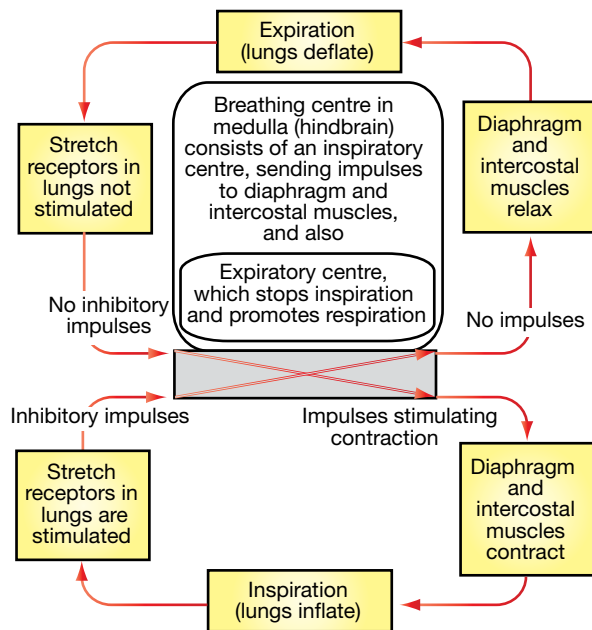 Expiration
(lungs deflate)
Breathing centre in
medulla (hindbrain)
consists of an inspiratory
centre, sending impulses
to diaphragm and
intercostal muscles,
and also
Expiratory centre,
which stops inspiration
and promotes respiration
Stretch
receptors in
lungs not
stimulated
Diaphragm
and
intercostal
muscles
relax
No inhibitory
impulses
No impulses
Inhibitory impulses
Impulses stimulating
contraction
Stretch
receptors in
lungs are
stimulated
Diaphragm
and
intercostal
muscles
contract
Inspiration
(lungs inflate)